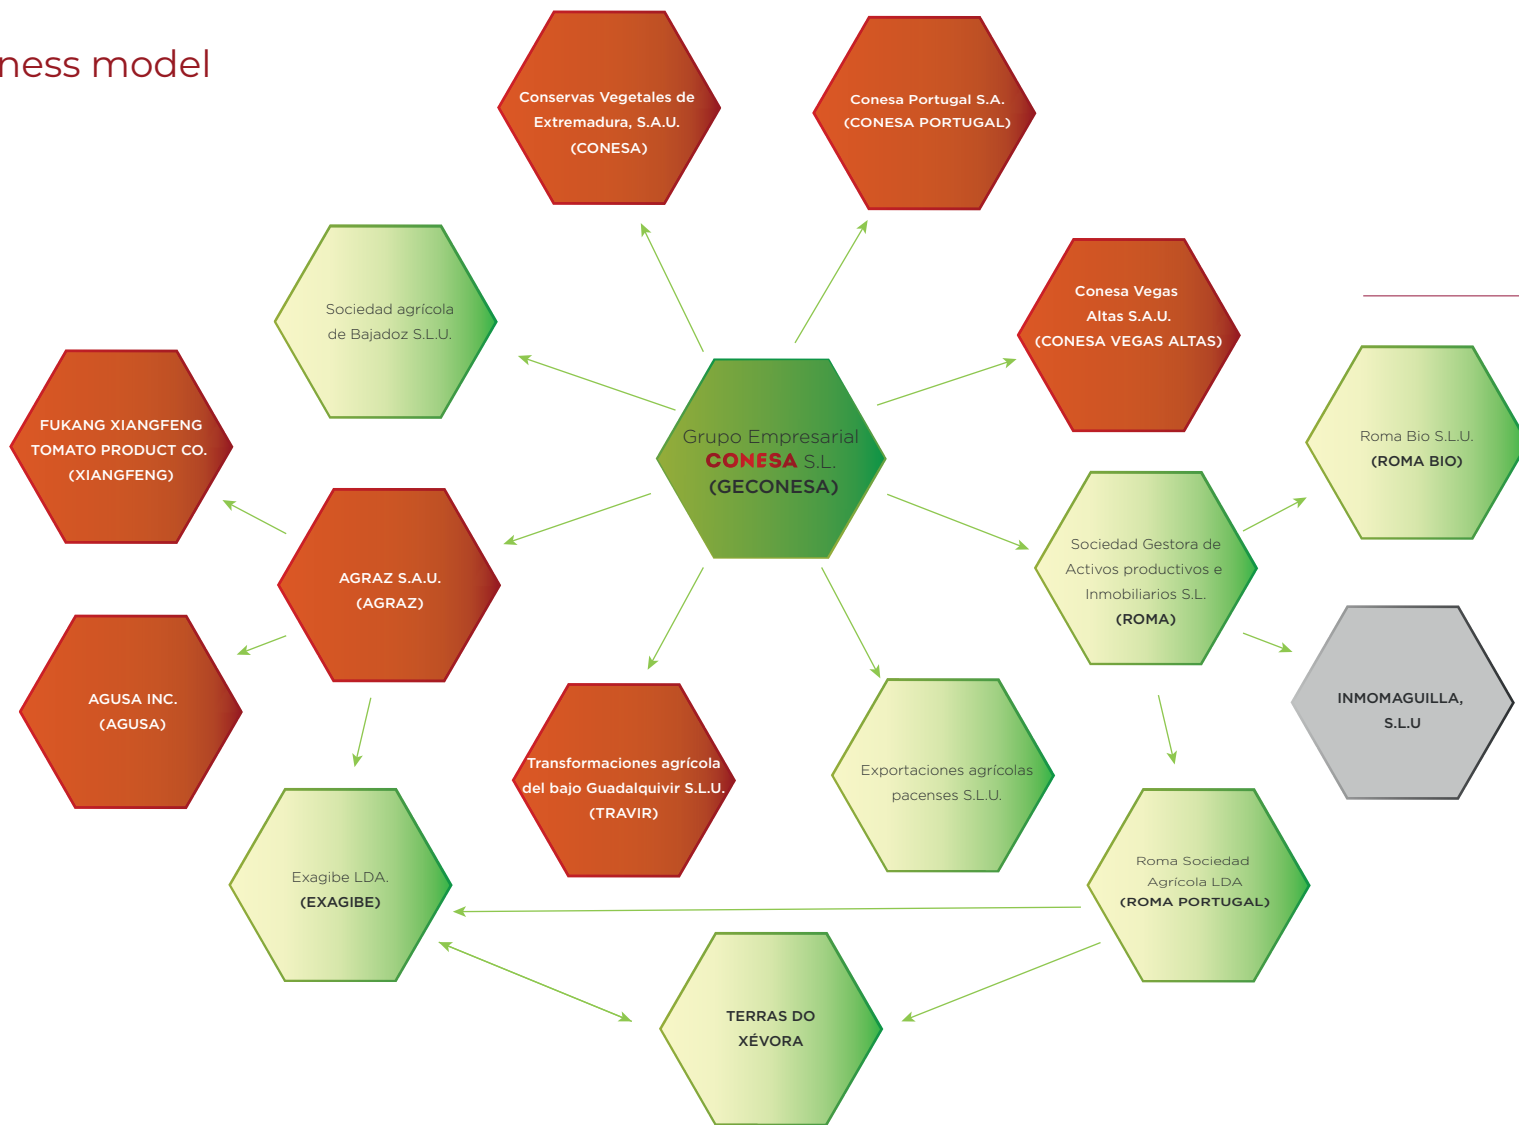 ness model
Conservas Vegetales de
Extremadura, S.A.U.
(CONESA)
Conesa Portugal S.A.
(CONESA PORTUGAL)
Sociedad agrícola
de Bajadoz S.L.U.
Conesa Vegas
Altas S.A.U.
(CONESA VEGAS ALTAS)
FUKANG XIANGFENG
TOMATO PRODUCT CO.
(XIANGFENG)
Grupo Empresarial
CONESA S.L.
(GECONESA)
Roma Bio S.L.U.
(ROMA BIO)
AGRAZ S.A.U.
(AGRAZ)
Sociedad Gestora de
Activos productivos e
Inmobiliarios S.L.
(ROMA)
AGUSA INC.
(AGUSA)
INMOMAGUILLA,
S.L.U
Transformaciones agrícola
del bajo Guadalquivir S.L.U.
(TRAVIR)
Exportaciones agrícolas
pacenses S.L.U.
Exagibe LDA.
(EXAGIBE)
Roma Sociedad
Agrícola LDA
(ROMA PORTUGAL)
TERRAS DO
XÉVORA